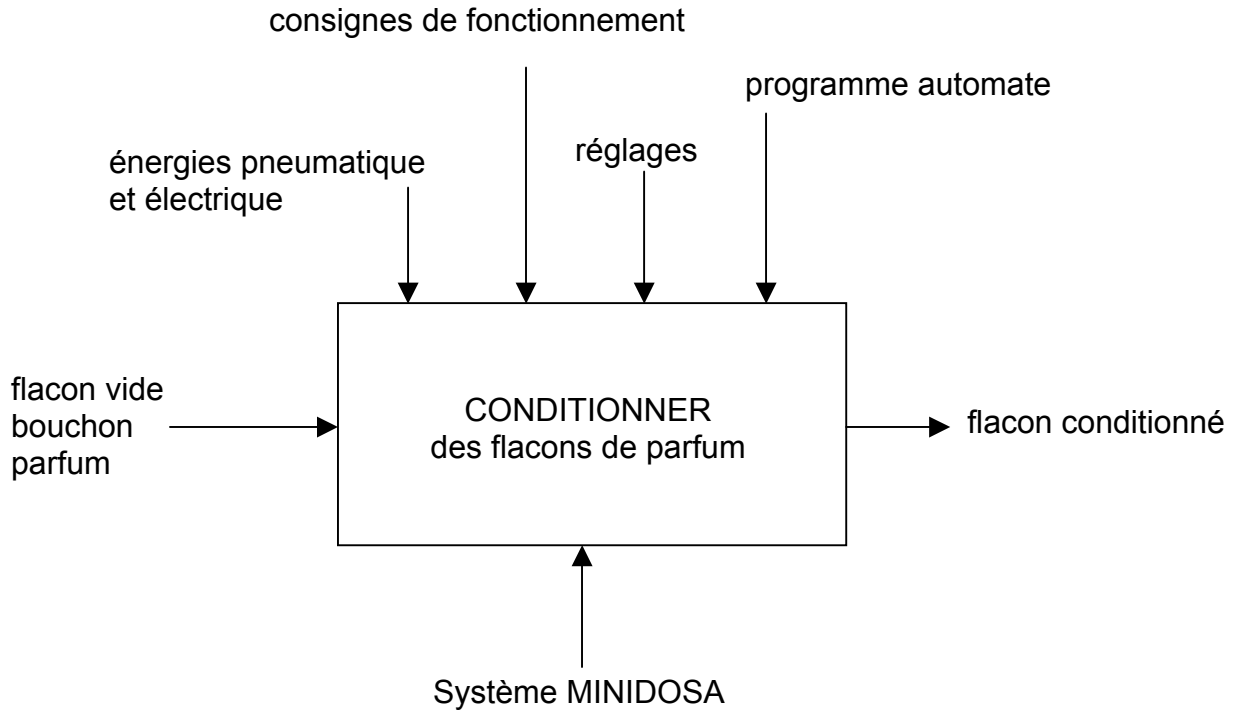 consignes de fonctionnement
programme automate
réglages
énergies pneumatique
et électrique
flacon vide
bouchon
parfum
CONDITIONNER
des flacons de parfum
flacon conditionné
Système MINIDOSA